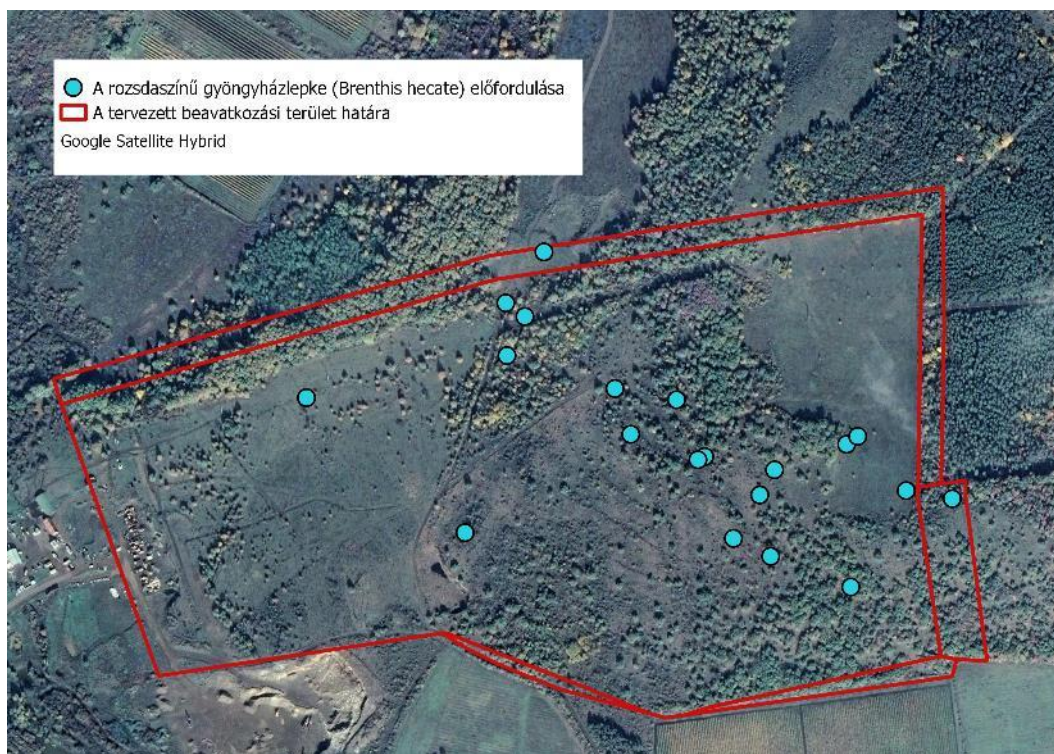 A rozsdaszínű gyöngyházlepke (Brenthis hecate) előfordulása
A tervezett beavatkozási terület határa
Google Satellite Hybrid